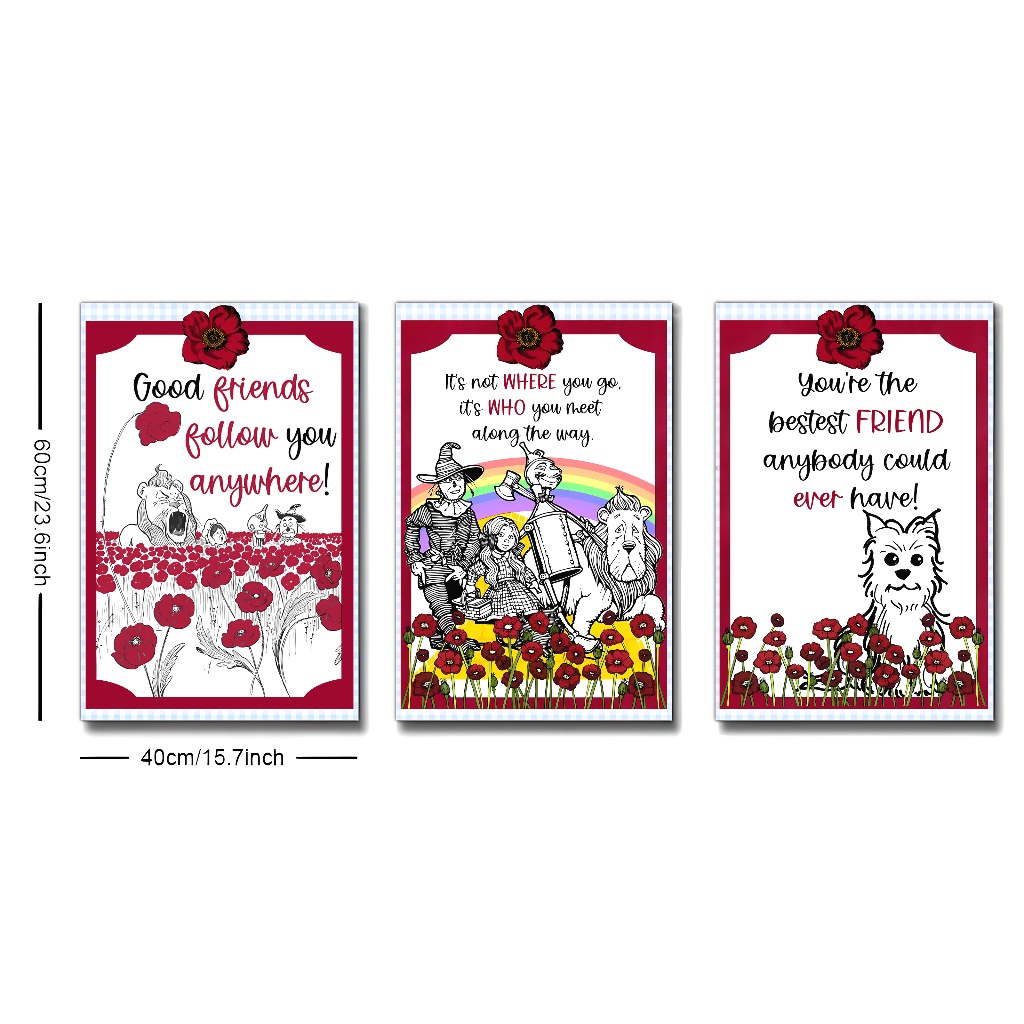 Good friends
follow you
anywhere!
It's not WHERE you go,
it's WHO you meet
along the way.
You're the
bestest FRIEND
anybody could
ever have!
60cm/23.6inch
40cm/15.7inch